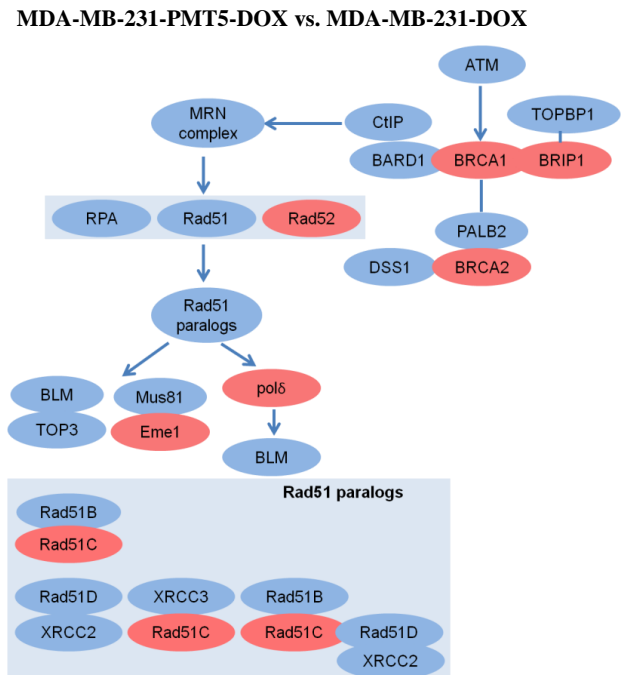 MDA-MB-231-PMT5-DOX vs. MDA-MB-231-DOX
ATM
MRN
complex
CtIP
TOPBP1
BARD1
BRCA1
BRIP1
RPA
Rad51
Rad52
PALB2
DSS1
BRCA2
Rad51
paralogs
BLM
TOP3
Mus81
Eme1
polδ
BLM
Rad51 paralogs
Rad51B
Rad51C
Rad51D
XRCC3
Rad51B
XRCC2
Rad51C
Rad51C
Rad51D
XRCC2